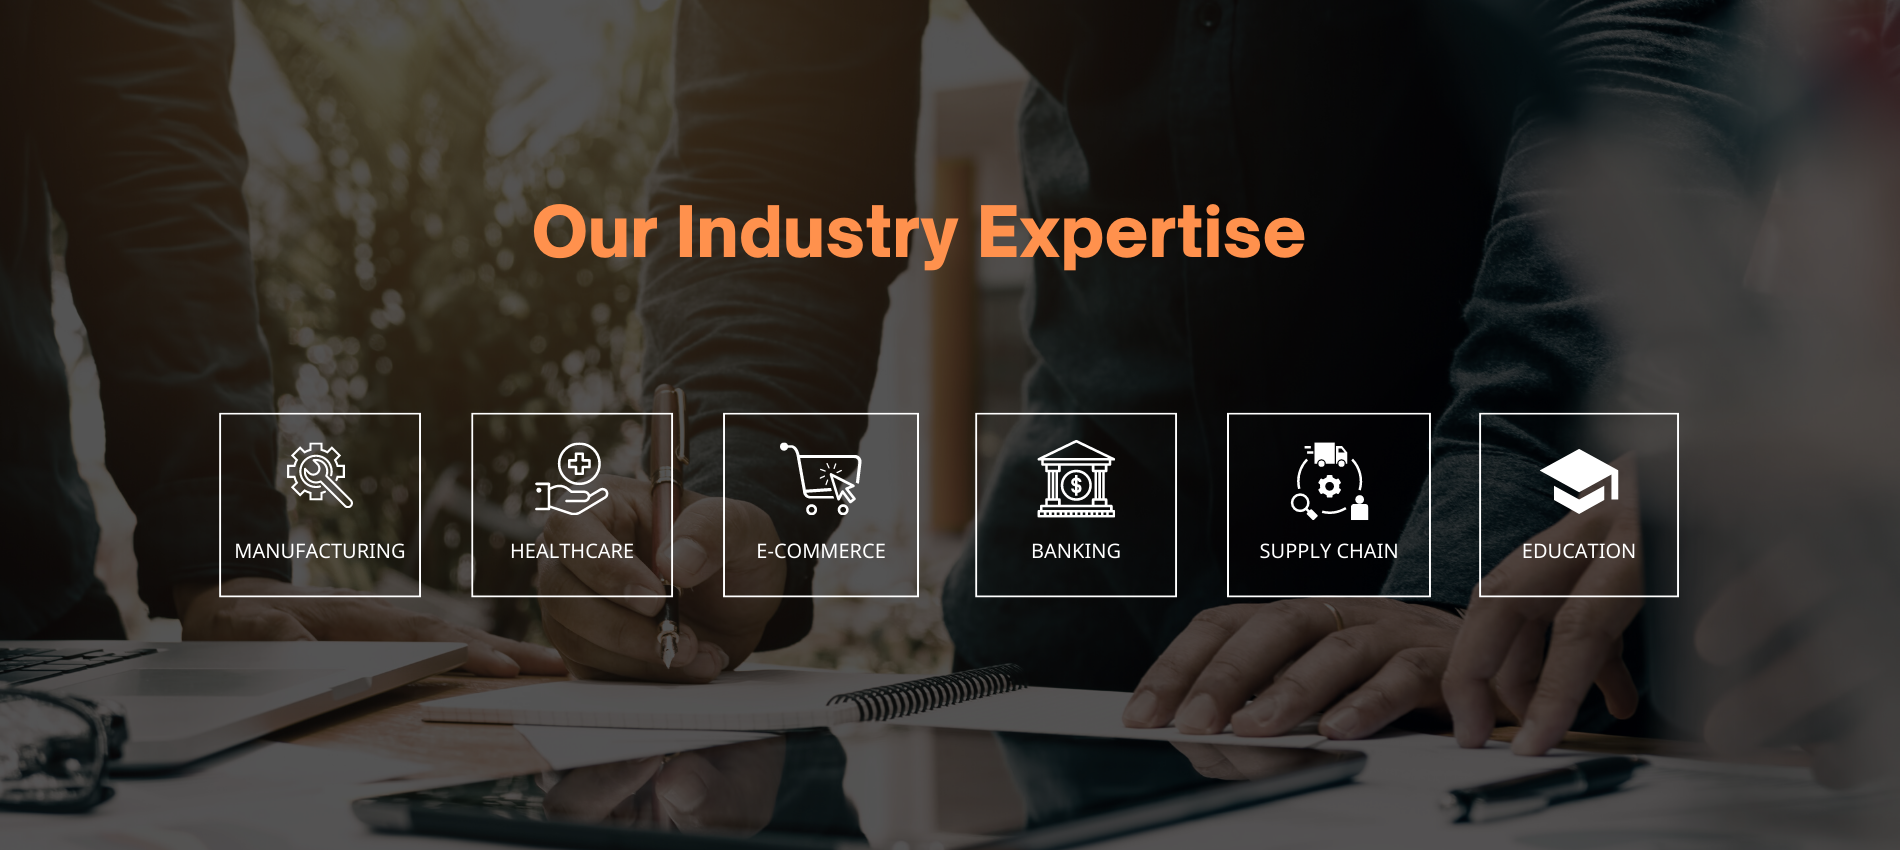 Our Industry Expertise
MANUFACTURING
HEALTHCARE
E-COMMERCE
BANKING
SUPPLY CHAIN
EDUCATION